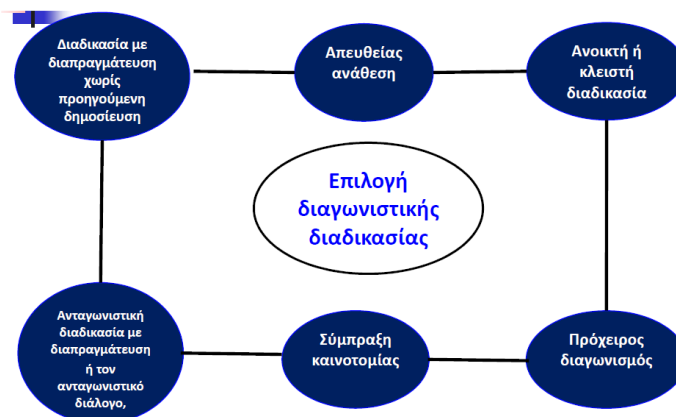 Διαδικασία με
διαπραγμάτευση
χωρίς
προηγούμενη
δημοσίευση
Απευθείας
ανάθεση
Ανοικτή ή
κλειστή
διαδικασία
Επιλογή
διαγωνιστικής
διαδικασίας
Ανταγωνιστική
διαδικασία με
διαπραγμάτευση
ή τον
ανταγωνιστικό
διάλογο,
Σύμπραξη
καινοτομίας
Πρόχειρος
διαγωνισμός